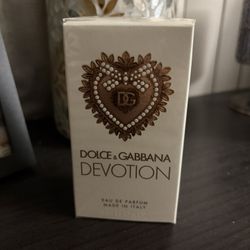 DG
DOLCE & GABBANA
DEVOTION
EAU DE PARFUM
MADE IN ITALY